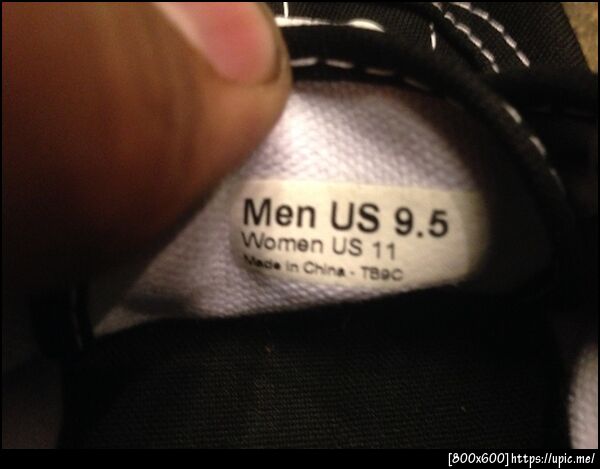 Men US 9.5
Women US 11
Made in China - TB9C
[800x600]https://upic.me/